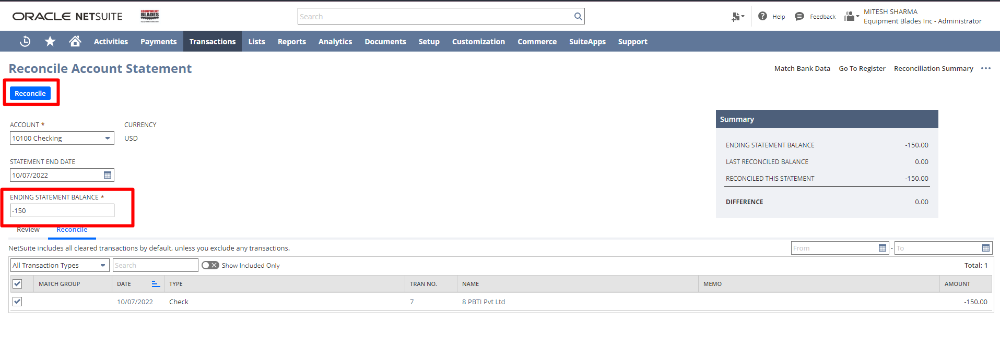 ORACLE NETSUITE
EQUIPMENT
BLADES
Search
Help
Feedback
MITESH SHARMA
Equipment Blades Inc - Administrator
Activities Payments Transactions Lists Reports Analytics Documents Setup Customization Commerce SuiteApps Support
Reconcile Account Statement
Match Bank Data Go To Register Reconciliation Summary
Reconcile
ACCOUNT * CURRENCY
10100 Checking USD
STATEMENT END DATE
10/07/2022
ENDING STATEMENT BALANCE *
-150
Summary
ENDING STATEMENT BALANCE -150.00
LAST RECONCILED BALANCE 0.00
RECONCILED THIS STATEMENT -150.00
DIFFERENCE 0.00
Review Reconcile
NetSuite includes all cleared transactions by default, unless you exclude any transactions.
From - To
All Transaction Types Search Show Included Only Total: 1
MATCH GROUP DATE TYPE TRAN NO. NAME MEMO AMOUNT
10/07/2022 Check 7 8 PBTI Pvt Ltd -150.00